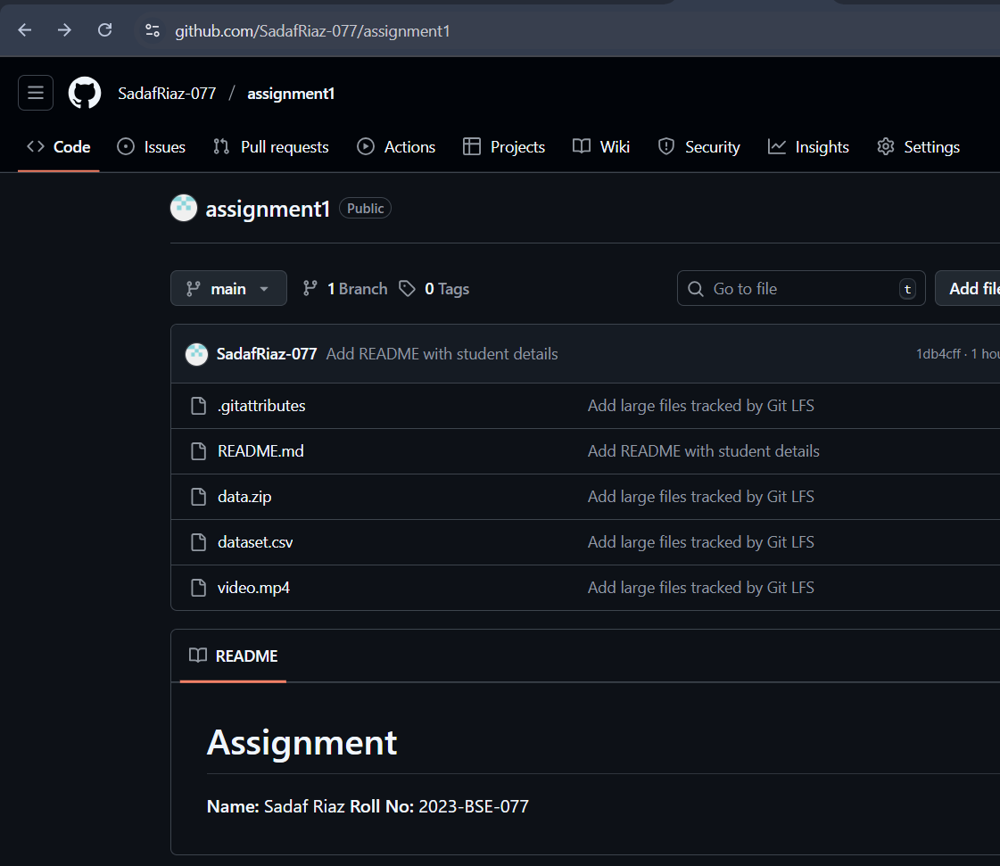 github.com/SadafRiaz-077/assignment1
SadafRiaz-077 / assignment1
Code Issues Pull requests Actions Projects Wiki Security Insights Settings
assignment1 Public
main 1 Branch 0 Tags Go to file t Add file
SadafRiaz-077 Add README with student details 1db4cff · 1 hou
.gitattributes Add large files tracked by Git LFS
README.md Add README with student details
data.zip Add large files tracked by Git LFS
dataset.csv Add large files tracked by Git LFS
video.mp4 Add large files tracked by Git LFS
README
Assignment
Name: Sadaf Riaz Roll No: 2023-BSE-077